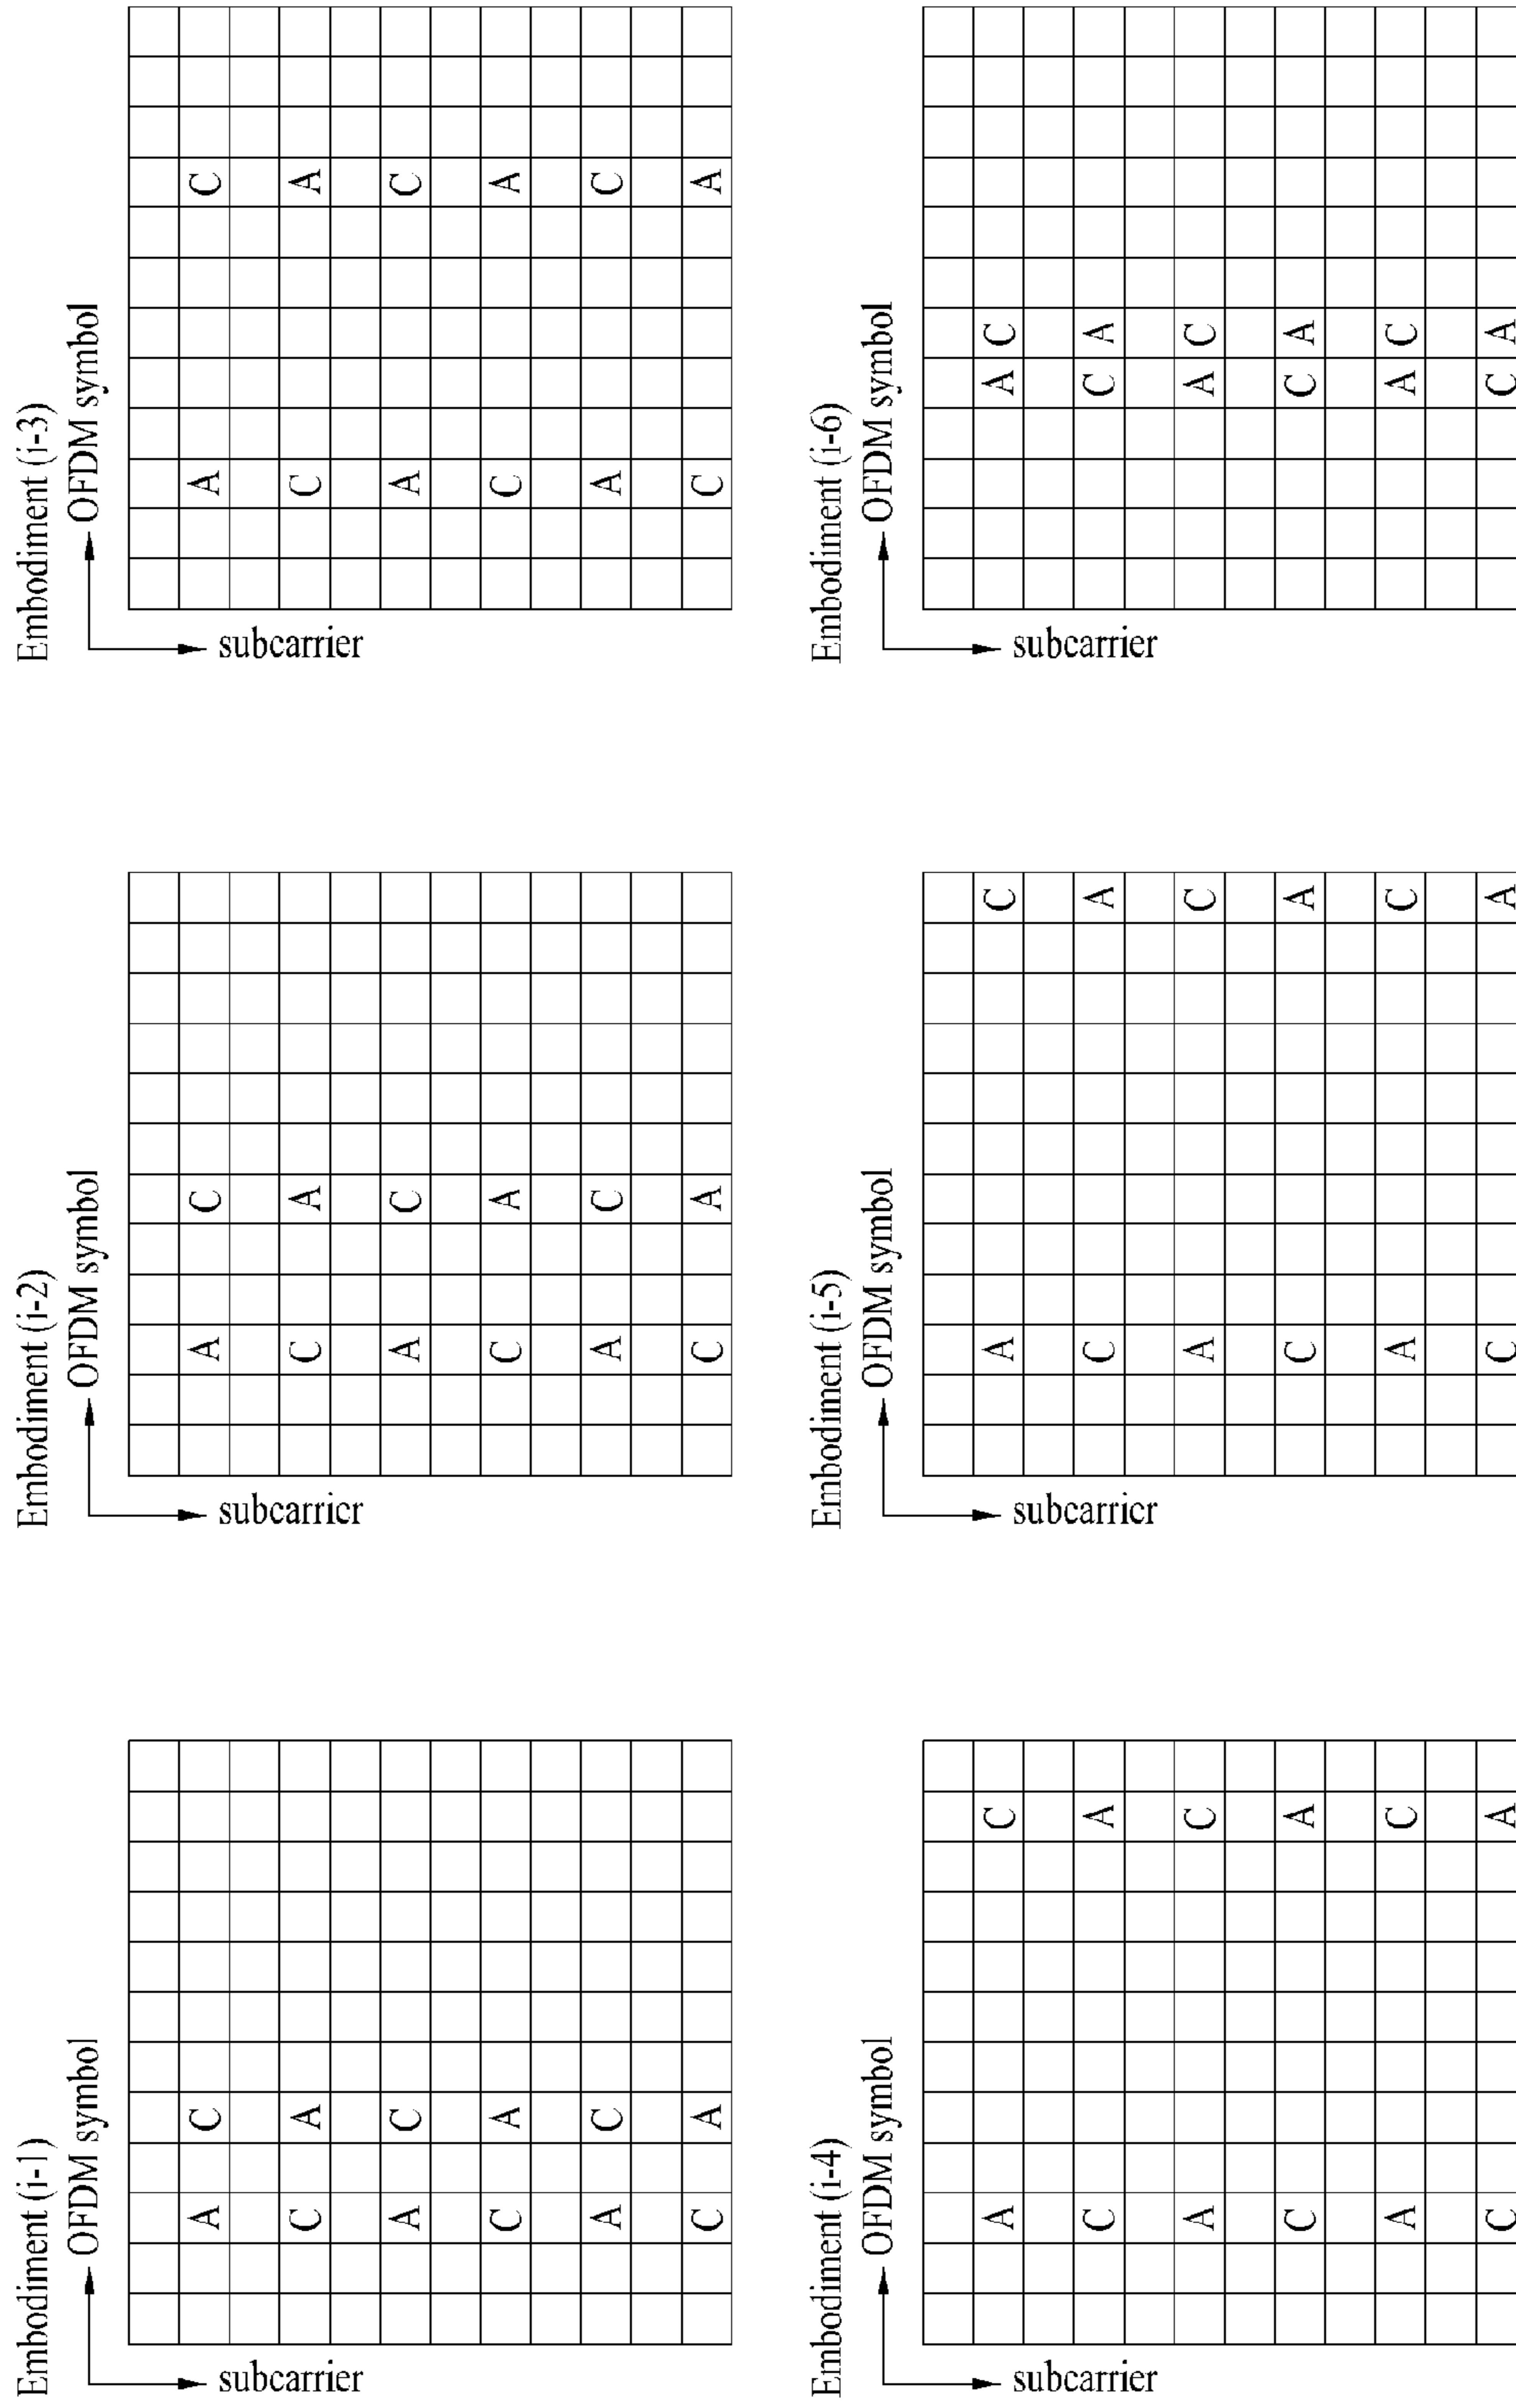 Embodiment (i-1)
OFDM symbol
subcarrier
A C
C A
A C
C A
A C
C A
Embodiment (i-2)
OFDM symbol
subcarrier
A C
C A
A C
C A
A C
C A
Embodiment (i-3)
OFDM symbol
subcarrier
A C
C A
A C
C A
A C
C A
Embodiment (i-4)
OFDM symbol
subcarrier
A C
C A
A C
C A
A C
C A
Embodiment (i-5)
OFDM symbol
subcarrier
A C
C A
A C
C A
A C
C A
Embodiment (i-6)
OFDM symbol
subcarrier
A C
C A
A C
C A
A C
C A